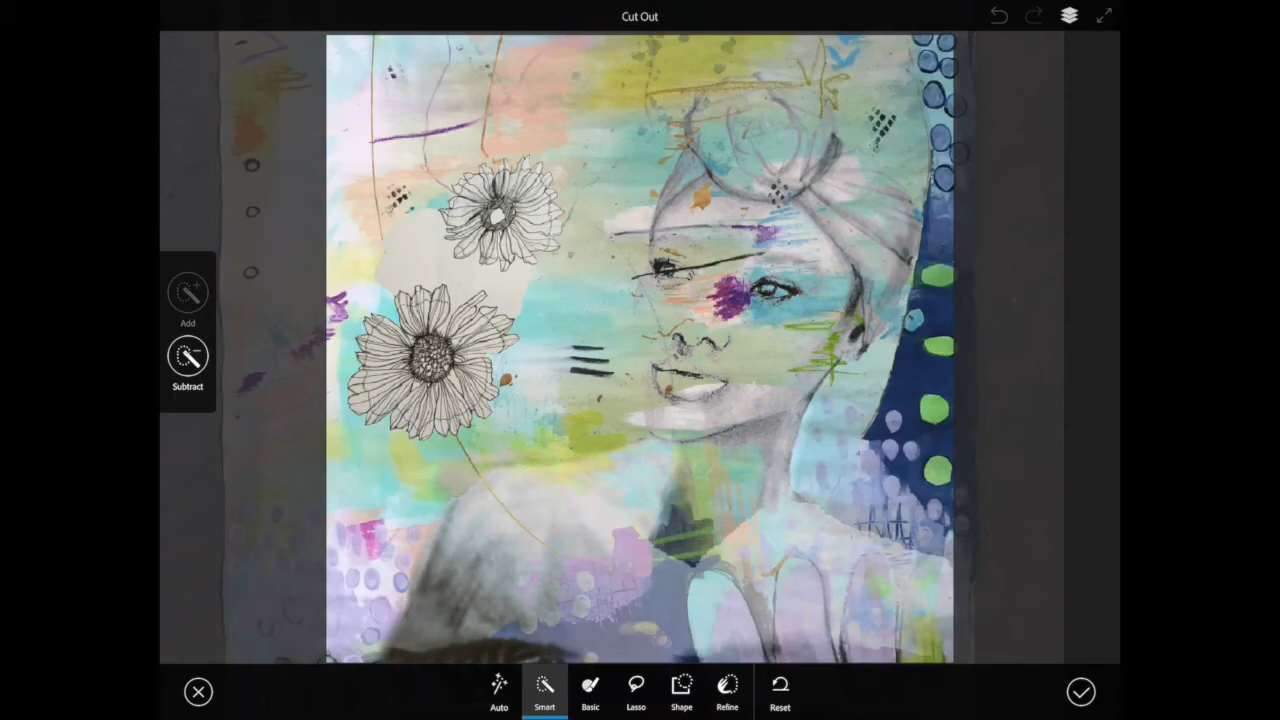 Cut Out
Add
Subtract
Auto
Smart
Basic
Lasso
Shape
Refine
Reset